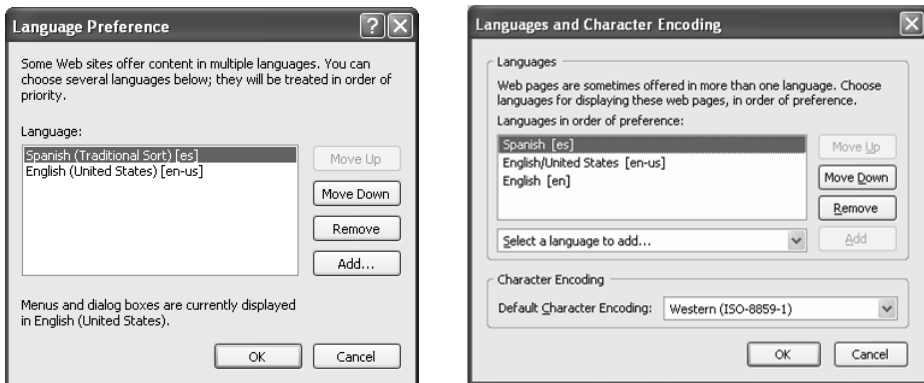 Language Preference
Some Web sites offer content in multiple languages. You can
choose several languages below; they will be treated in order of
priority.
Language:
Spanish (Traditional Sort) [es]
English (United States) [en-us]
Move Up
Move Down
Remove
Add...
Menus and dialog boxes are currently displayed
in English (United States).
OK
Cancel
Languages and Character Encoding
Languages
Web pages are sometimes offered in more than one language. Choose
languages for displaying these web pages, in order of preference.
Languages in order of preference:
Spanish [es]
English/United States [en-us]
English [en]
Move Up
Move Down
Remove
Select a language to add...
Add
Character Encoding
Default Character Encoding:
Western (ISO-8859-1)
OK
Cancel